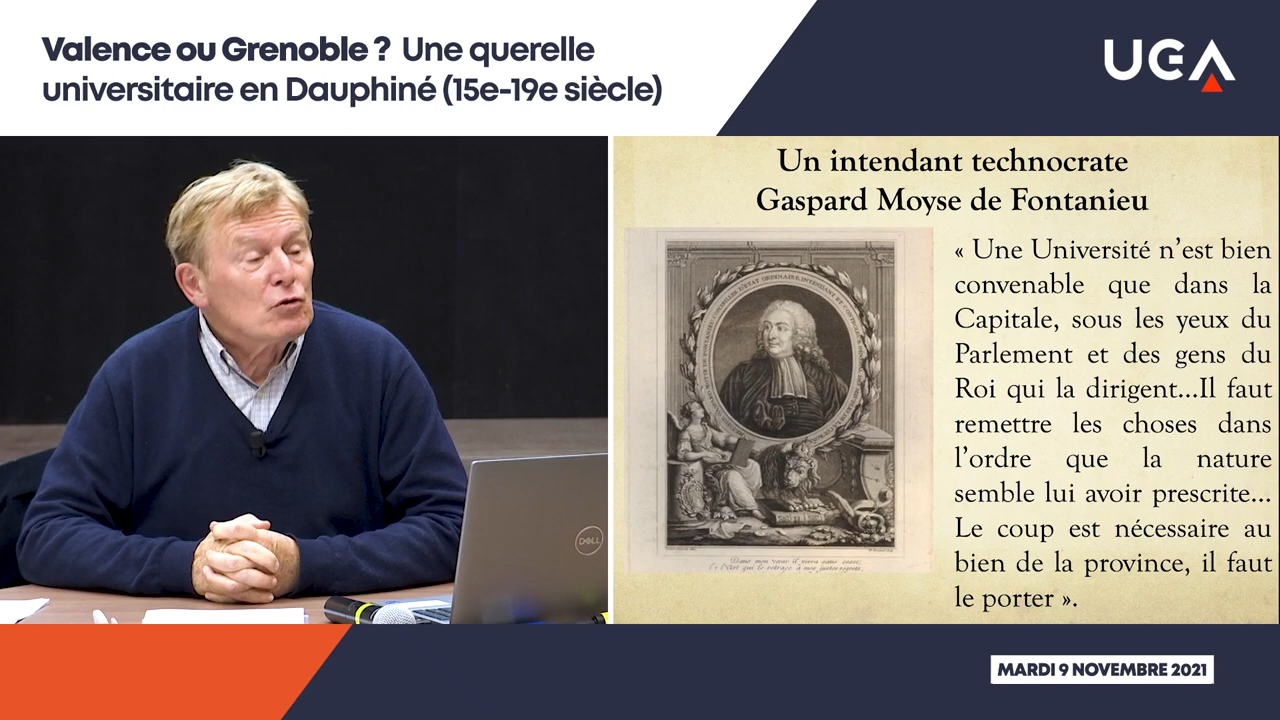 Valence ou Grenoble ? Une querelle
universitaire en Dauphiné (15e-19e siècle)
UGA
Un intendant technocrate
Gaspard Moyse de Fontanieu
« Une Université n’est bien
convenable que dans la
Capitale, sous les yeux du
Parlement et des gens du
Roi qui la dirigent...Il faut
remettre les choses dans
l’ordre que la nature
semble lui avoir prescrite...
Le coup est nécessaire au
bien de la province, il faut
le porter ».
DELL
MARDI 9 NOVEMBRE 2021